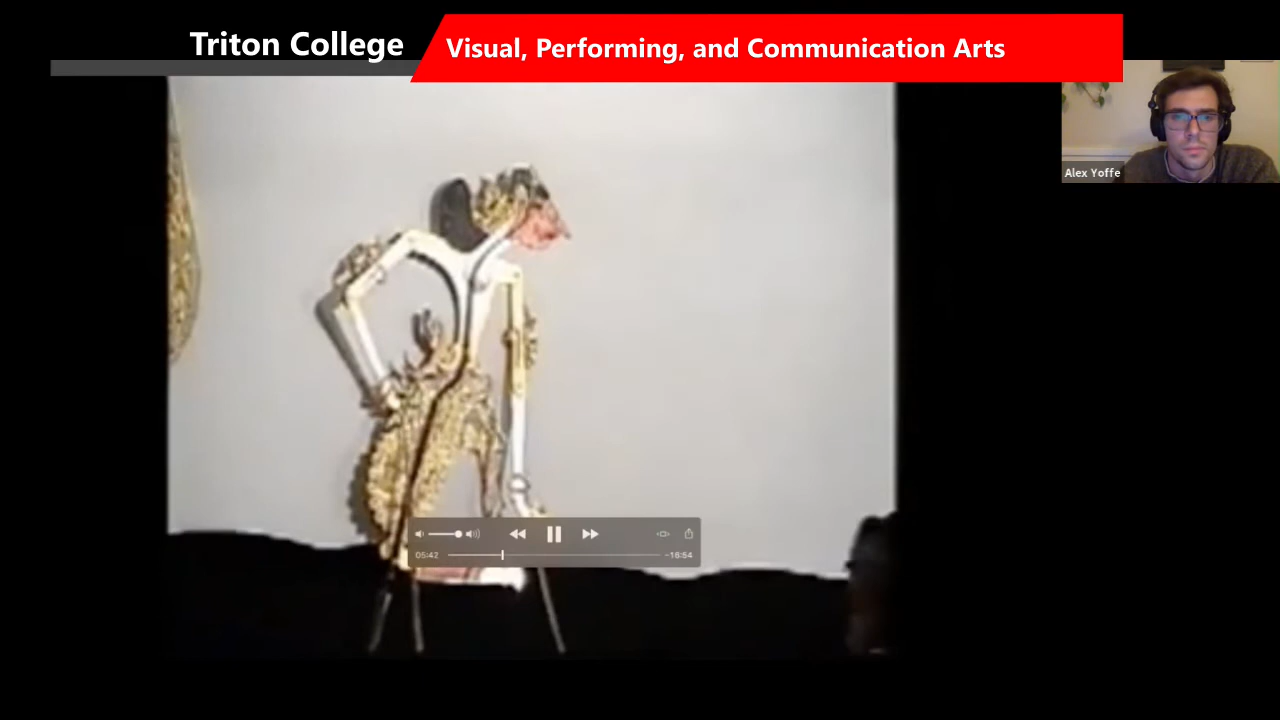 Triton College
Visual, Performing, and Communication Arts
Alex Yoffe
05:42
-16:54